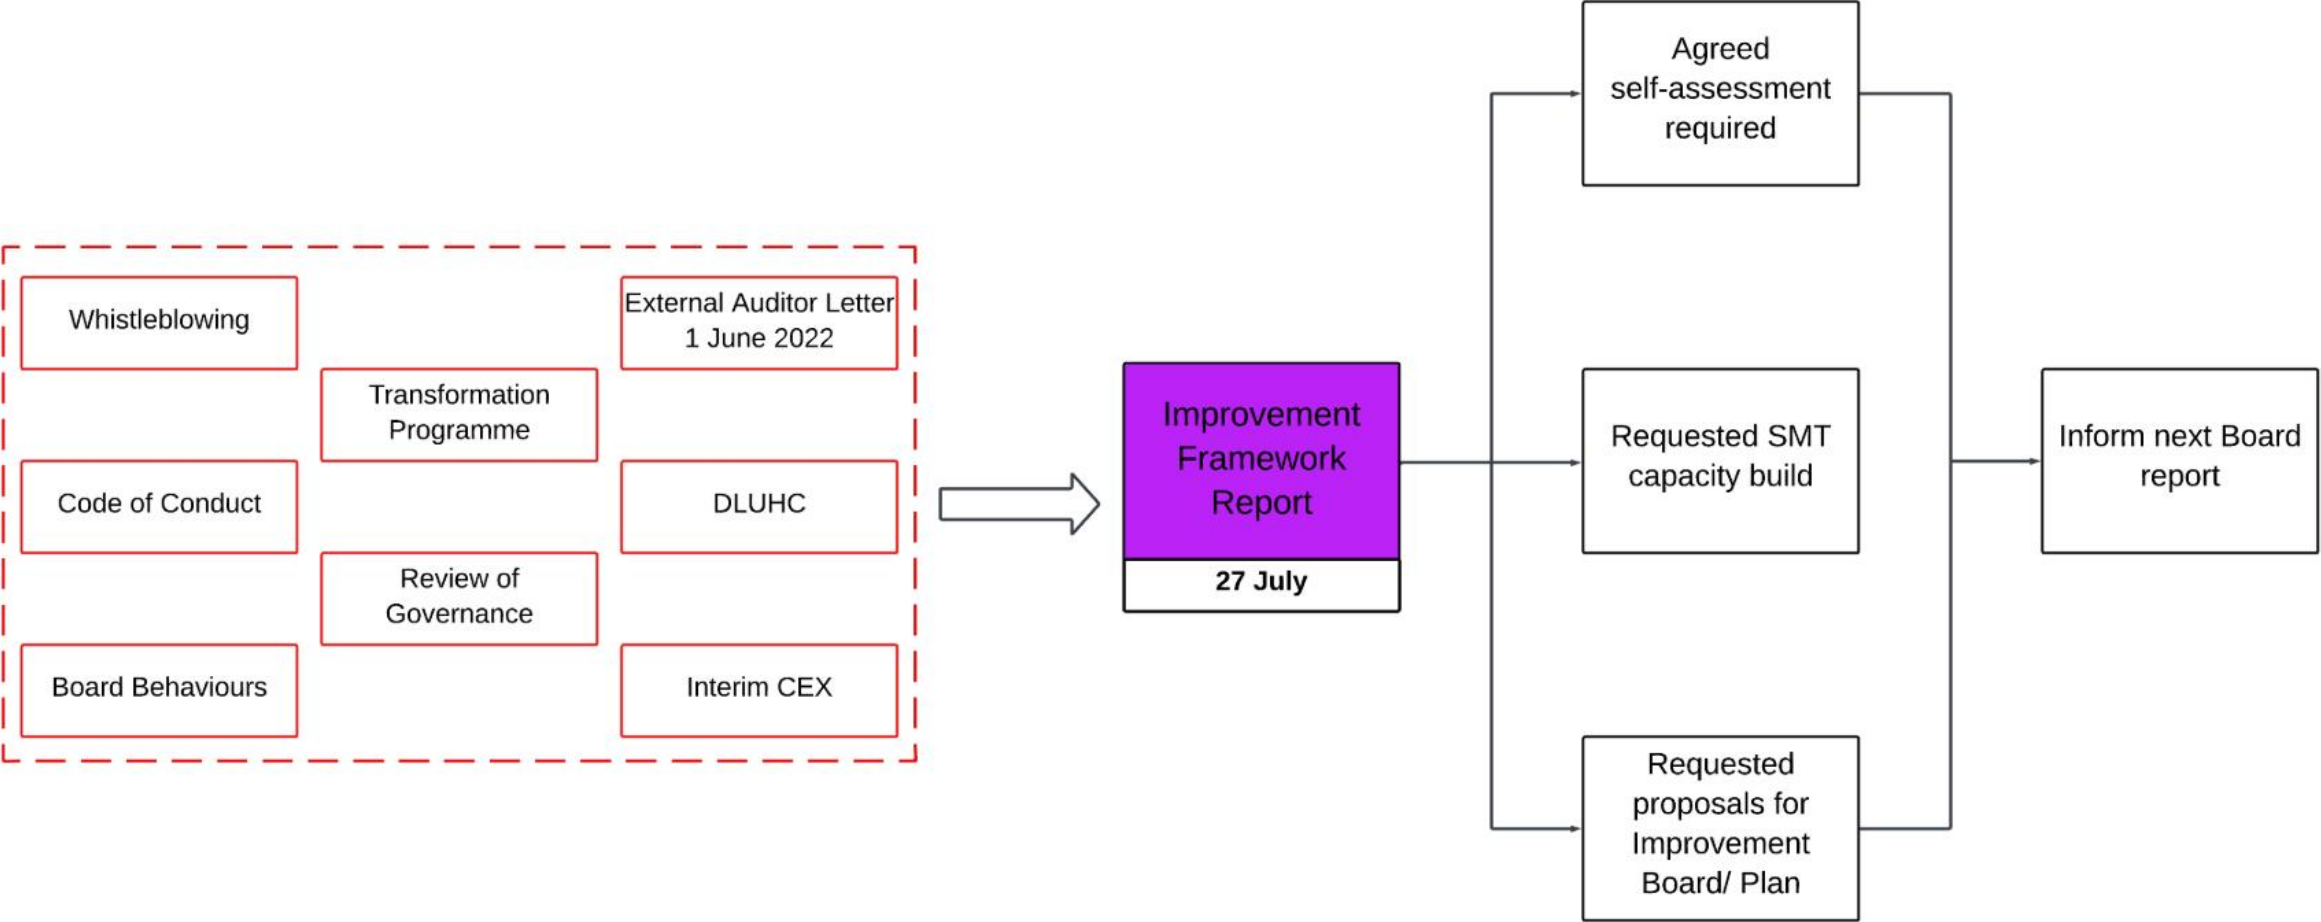 Whistleblowing
External Auditor Letter
1 June 2022
Transformation
Programme
Code of Conduct
DLUHC
Review of
Governance
Board Behaviours
Interim CEX
Improvement
Framework
Report
27 July
Agreed
self-assessment
required
Requested SMT
capacity build
Requested
proposals for
Improvement
Board/ Plan
Inform next Board
report